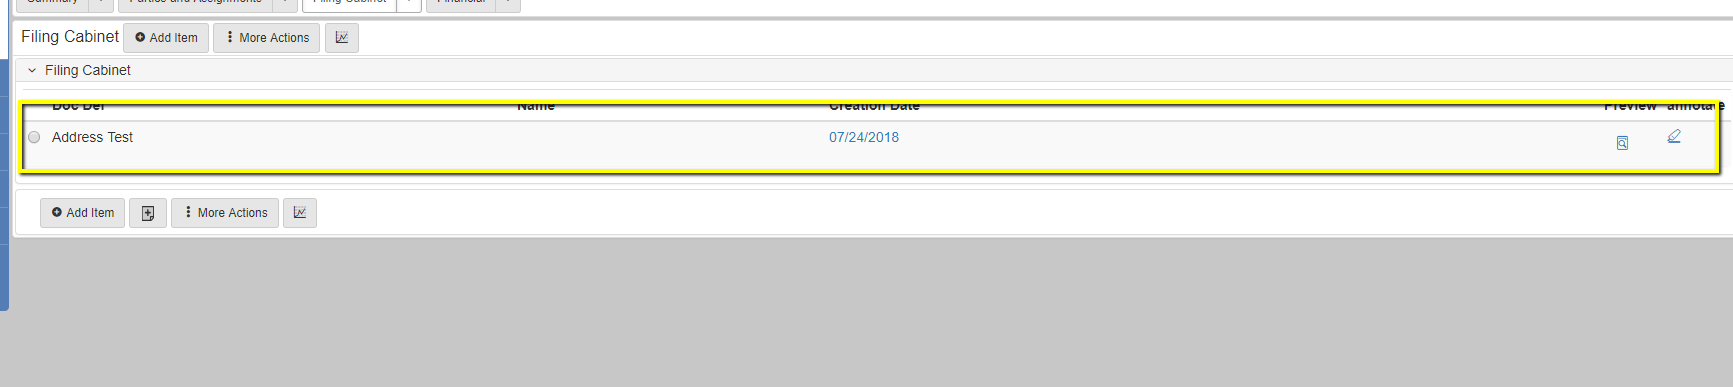 Summary Parties and Assignments Filing Cabinet Financial
Filing Cabinet Add Item More Actions
Filing Cabinet
Doc Def Name Creation Date Preview annotate
Address Test 07/24/2018
Add Item More Actions